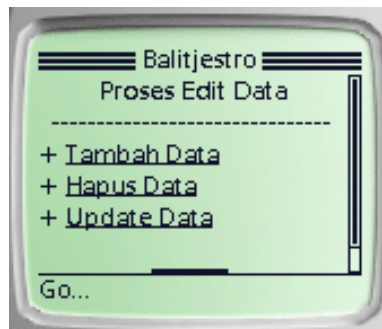 Balitjestro
Proses Edit Data
--------------------------------
+ Tambah Data
+ Hapus Data
+ Update Data
Go...